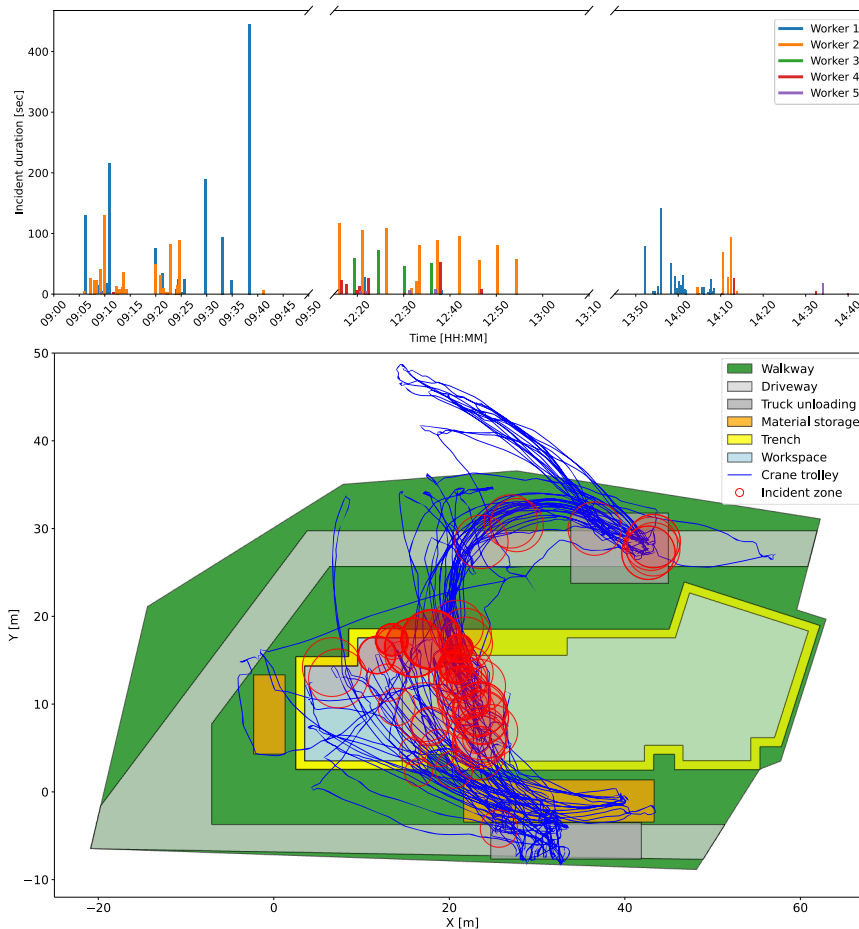 400
300
200
100
0
Incident duration [sec]
Worker 1
Worker 2
Worker 3
Worker 4
Worker 5
09:00
09:05
09:10
09:15
09:20
09:25
09:30
09:35
09:40
09:45
09:50
12:20
12:30
12:40
12:50
13:00
13:10
13:50
14:00
14:10
14:20
14:30
14:40
Time [HH:MM]
50
40
30
20
10
0
−10
Y [m]
Walkway
Driveway
Truck unloading
Material storage
Trench
Workspace
Crane trolley
Incident zone
−20
0
20
40
60
X [m]